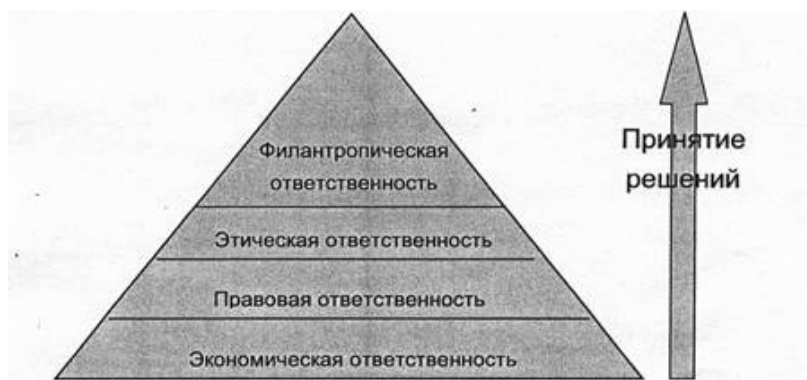 Филантропическая
ответственность
Этическая ответственность
Правовая ответственность
Экономическая ответственность
Принятие
решений